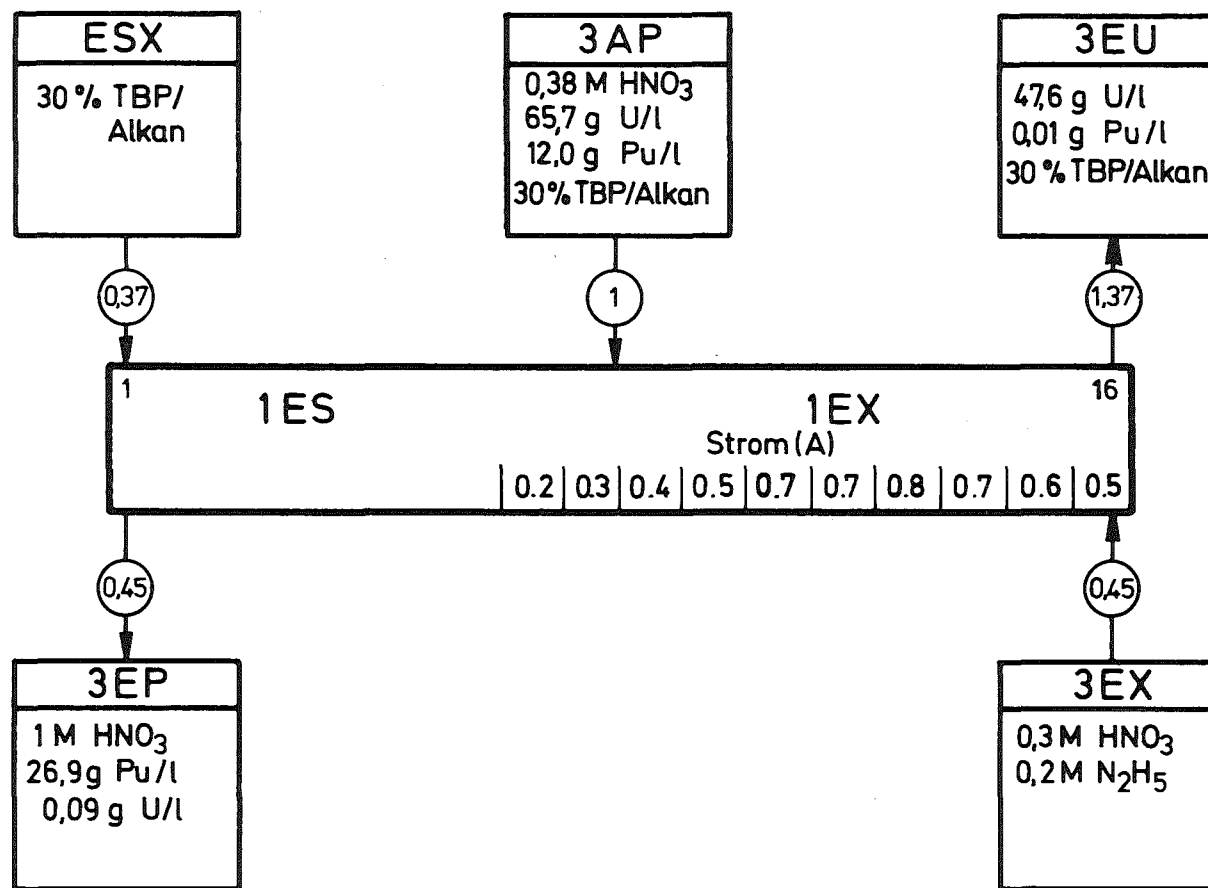 ESX
30% TBP/
Alkan
3AP
0,38 M HNO₃
65,7 g U/l
12,0 g Pu/l
30% TBP/Alkan
3EU
47,6 g U/l
0,01 g Pu/l
30% TBP/Alkan
0,37
1
1,37
1
16
1ES
1EX
Strom (A)
0.2 0.3 0.4 0.5 0.7 0.7 0.8 0.7 0.6 0.5
0,45
0,45
3EP
1 M HNO₃
26,9 g Pu/l
0,09 g U/l
3EX
0,3 M HNO₃
0,2 M N₂H₅